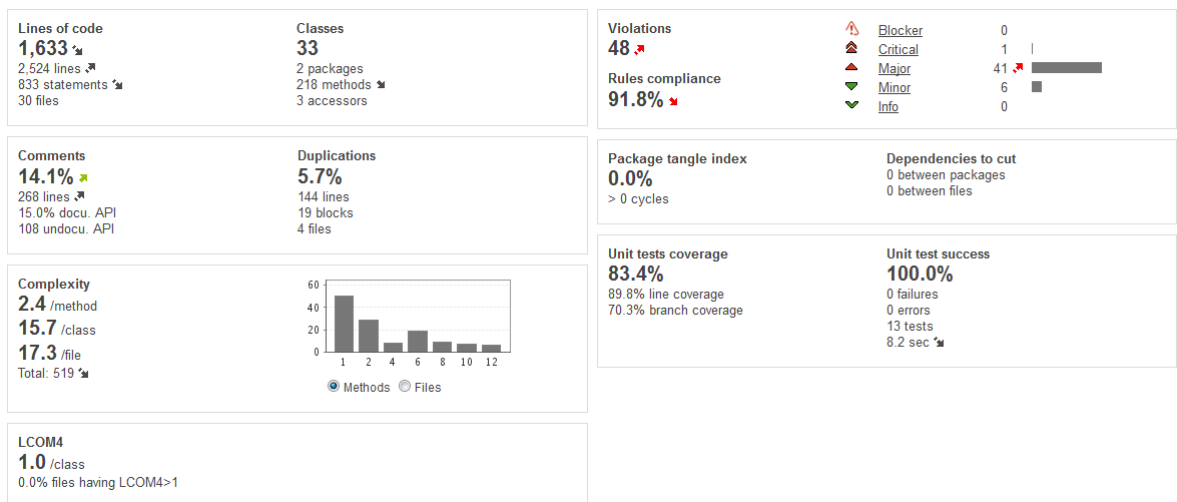 Lines of code
1,633
2,524 lines
833 statements
30 files
Classes
33
2 packages
218 methods
3 accessors
Comments
14.1%
268 lines
15.0% docu. API
108 undocu. API
Duplications
5.7%
144 lines
19 blocks
4 files
Complexity
2.4 /method
15.7 /class
17.3 /file
Total: 519
60
40
20
0
1 2 4 6 8 10 12
Methods Files
LCOM4
1.0 /class
0.0% files having LCOM4>1
Violations
48
Rules compliance
91.8%
Blocker 0
Critical 1
Major 41
Minor 6
Info 0
Package tangle index
0.0%
> 0 cycles
Dependencies to cut
0 between packages
0 between files
Unit tests coverage
83.4%
89.8% line coverage
70.3% branch coverage
Unit test success
100.0%
0 failures
0 errors
13 tests
8.2 sec